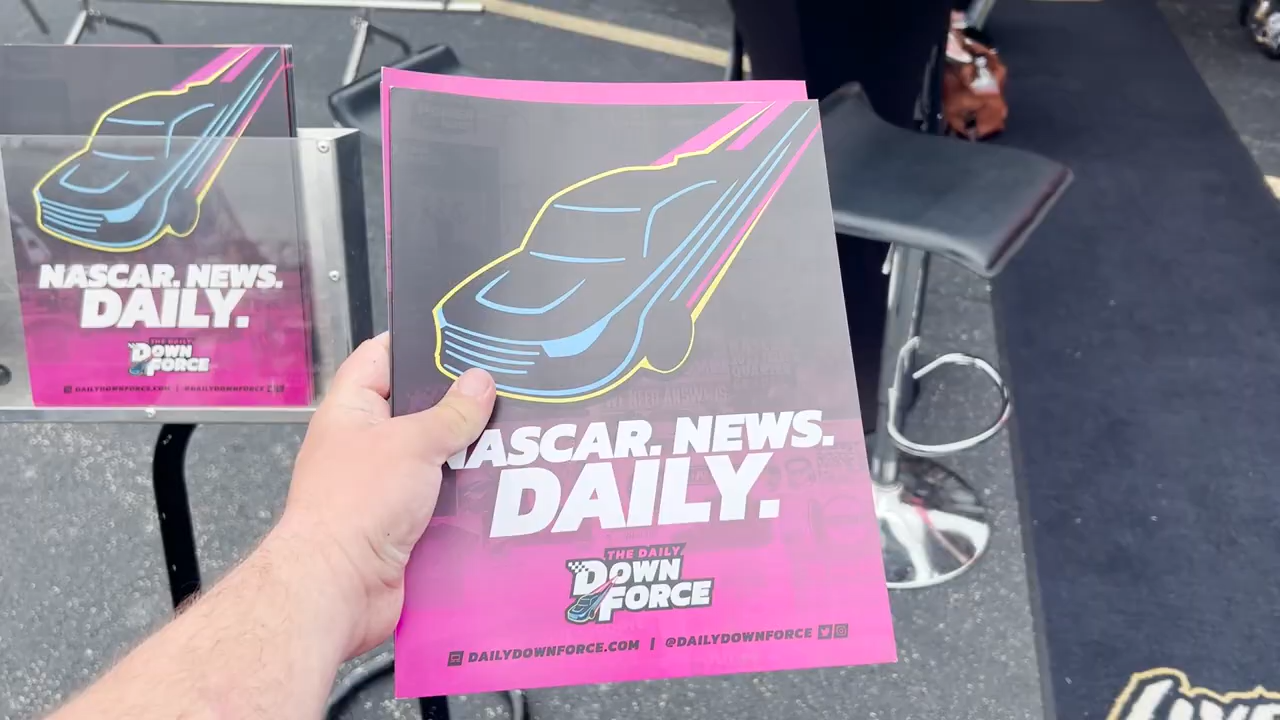 NASCAR. NEWS.
DAILY.
THE DAILY
DOWN
FORCE
DAILYDOWNFORCE.COM | @DAILYDOWNFORCE
NASCAR. NEWS.
DAILY.
THE DAILY
DOWN
FORCE
DAILYDOWNFORCE.COM | @DAILYDOWNFORCE